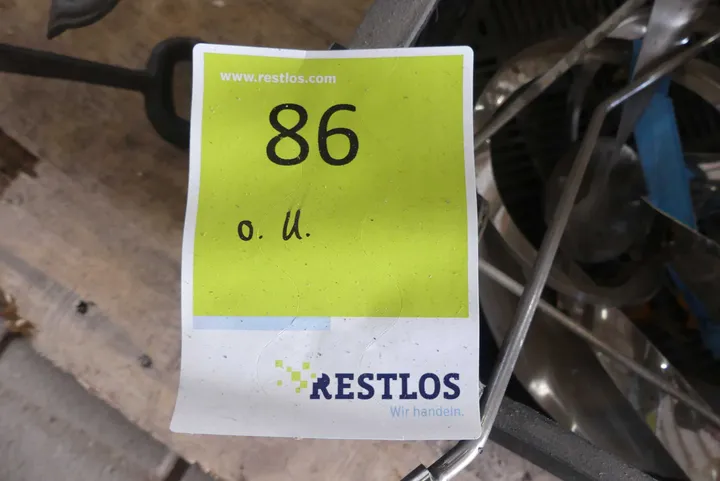 www.restlos.com
86
o. U.
RESTLOS
Wir handeln.